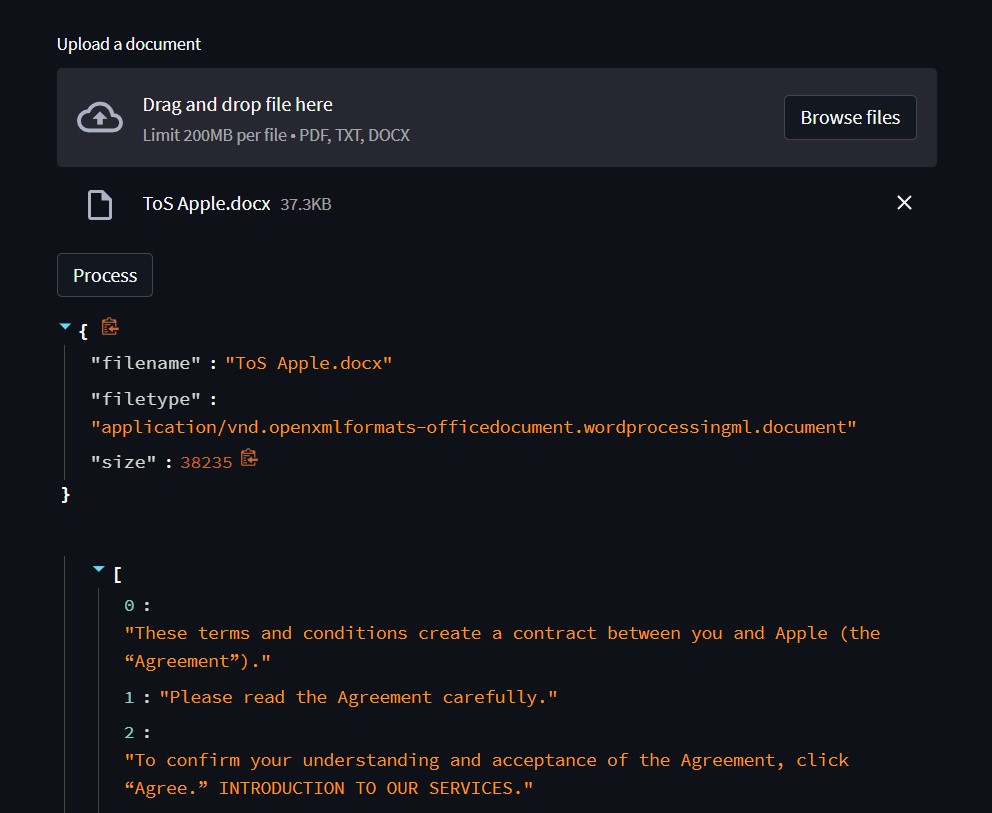 Upload a document
Drag and drop file here
Limit 200MB per file • PDF, TXT, DOCX
Browse files
ToS Apple.docx 37.3KB
Process
{
"filename" : "ToS Apple.docx"
"filetype" :
"application/vnd.openxmlformats-officedocument.wordprocessingml.document"
"size" : 38235
}
[
0 :
"These terms and conditions create a contract between you and Apple (the
“Agreement”)."
1 : "Please read the Agreement carefully."
2 :
"To confirm your understanding and acceptance of the Agreement, click
“Agree.” INTRODUCTION TO OUR SERVICES."